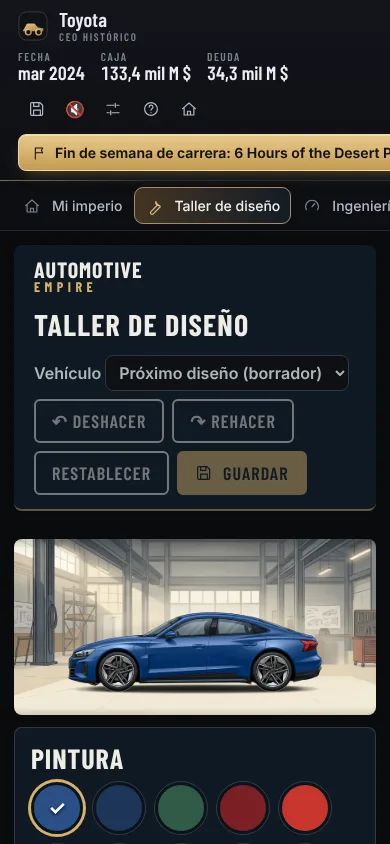 Toyota
CEO HISTÓRICO
FECHA CAJA DEUDA
mar 2024 133,4 mil M $ 34,3 mil M $
Fin de semana de carrera: 6 Hours of the Desert P
Mi imperio Taller de diseño Ingenierí
AUTOMOTIVE
EMPIRE
TALLER DE DISEÑO
Vehículo Próximo diseño (borrador)
DESHACER REHACER
RESTABLECER GUARDAR
PINTURA